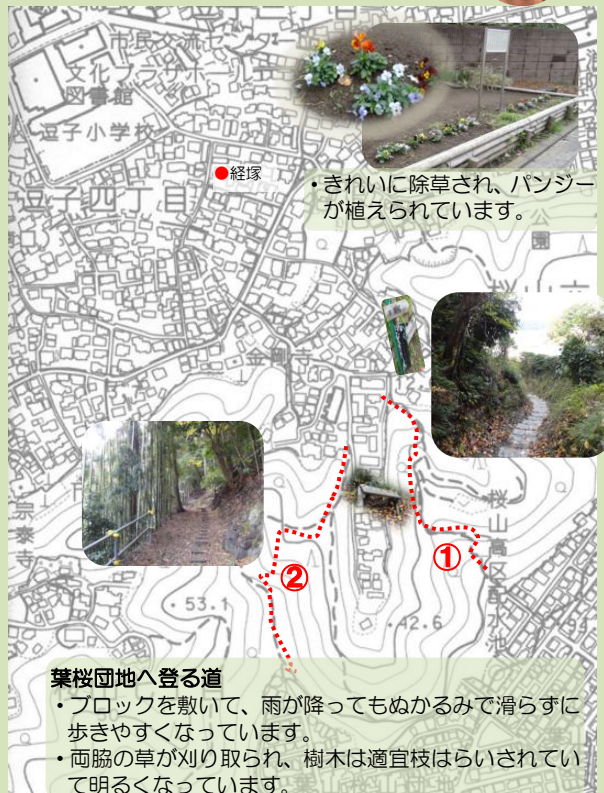 市民交流センター
文化プラザホール
図書館
逗子小学校
●経塚
・きれいに除草され、パンジー
が植えられています。
逗子四丁目
公
園
金剛寺
宗泰寺
桜山高区配水池
①
②
・53.1
・42.6
葉桜団地へ登る道
・ブロックを敷いて、雨が降ってもぬかるみで滑らずに
歩きやすくなっています。
・両脇の草が刈り取られ、樹木は適宜枝はらいされてい
て明るくなっています。